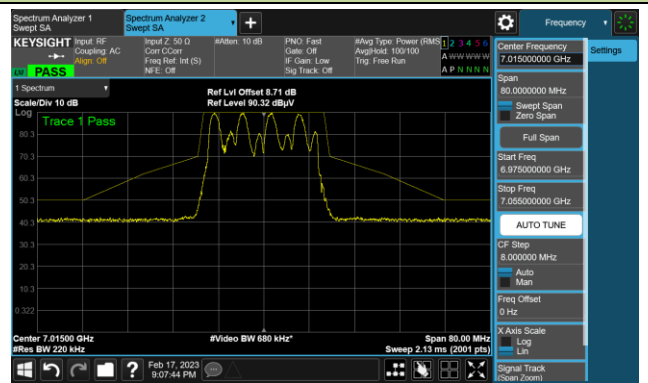 Spectrum Analyzer 1
Swept SA
Spectrum Analyzer 2
Swept SA
Frequency
KEYSIGHT
Input: RF
Coupling: AC
Align: Off
Input Z: 50 Ω
Corr CCorr
Freq Ref: Int (S)
NFE: Off
#Atten: 10 dB
PNO: Fast
Gate: Off
IF Gain: Low
Sig Track: Off
#Avg Type: Power (RMS
Avg|Hold: 100/100
Trig: Free Run
1 2 3 4 5 6
A W W W W W
A P N N N N
PASS
1 Spectrum
Scale/Div 10 dB
Ref Lvl Offset 8.71 dB
Ref Level 90.32 dBµV
Log
Trace 1 Pass
80.3
70.3
60.3
50.3
40.3
30.3
20.3
10.3
0.322
Center 7.01500 GHz
#Res BW 220 kHz
#Video BW 680 kHz*
Span 80.00 MHz
Sweep 2.13 ms (2001 pts)
Feb 17, 2023
9:07:44 PM
Center Frequency
7.015000000 GHz
Settings
Span
80.0000000 MHz
Swept Span
Zero Span
Full Span
Start Freq
6.975000000 GHz
Stop Freq
7.055000000 GHz
AUTO TUNE
CF Step
8.000000 MHz
Auto
Man
Freq Offset
0 Hz
X Axis Scale
Log
Lin
Signal Track
(Span Zoom)